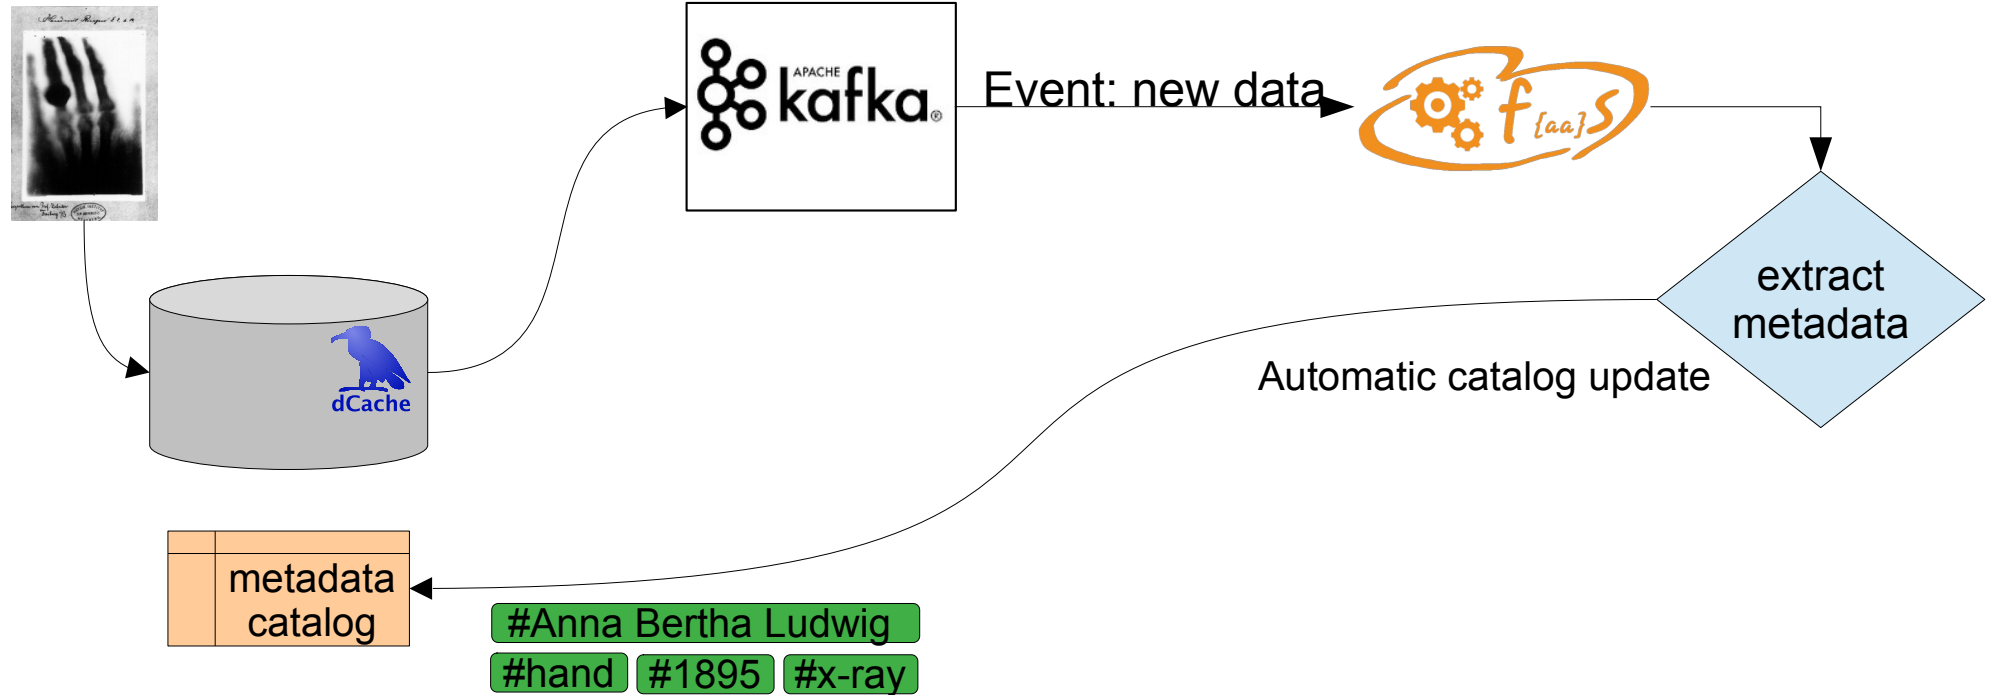 APACHE
kafka®
Event: new data
f{aa}s
extract
metadata
Automatic catalog update
dCache
metadata
catalog
#Anna Bertha Ludwig
#hand #1895 #x-ray